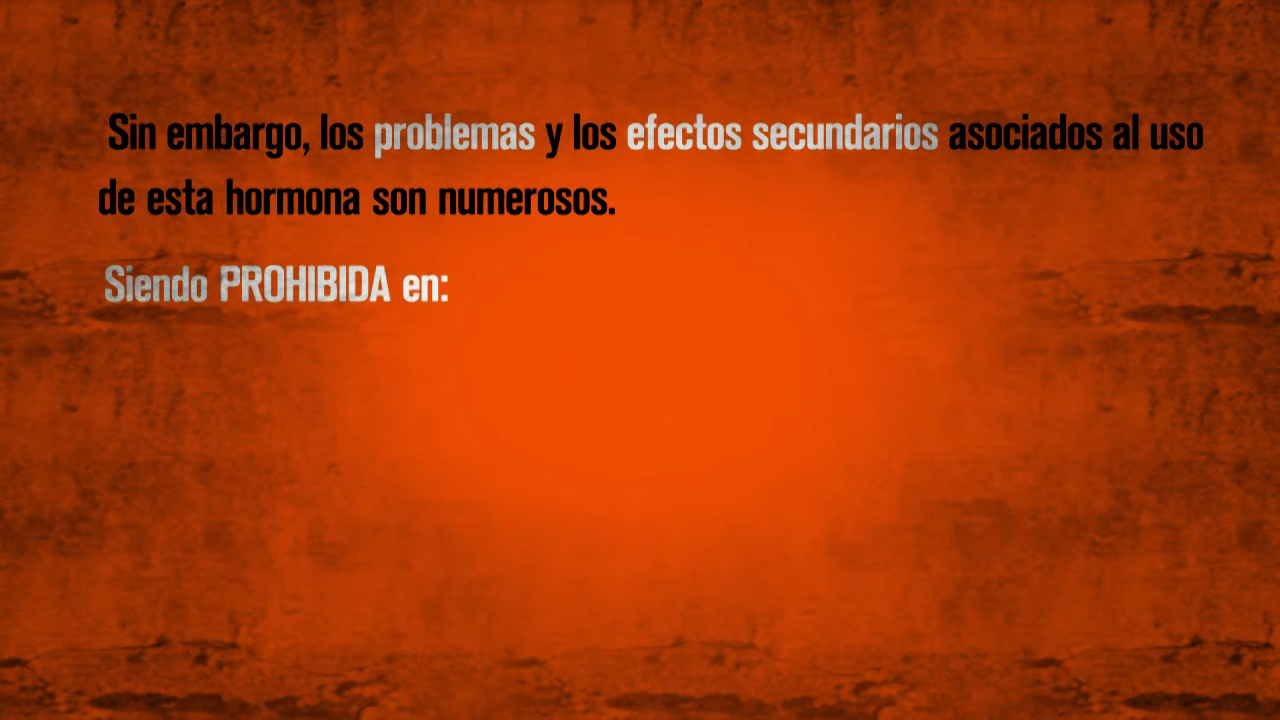 Sin embargo, los problemas y los efectos secundarios asociados al uso
de esta hormona son numerosos.
Siendo PROHIBIDA en: